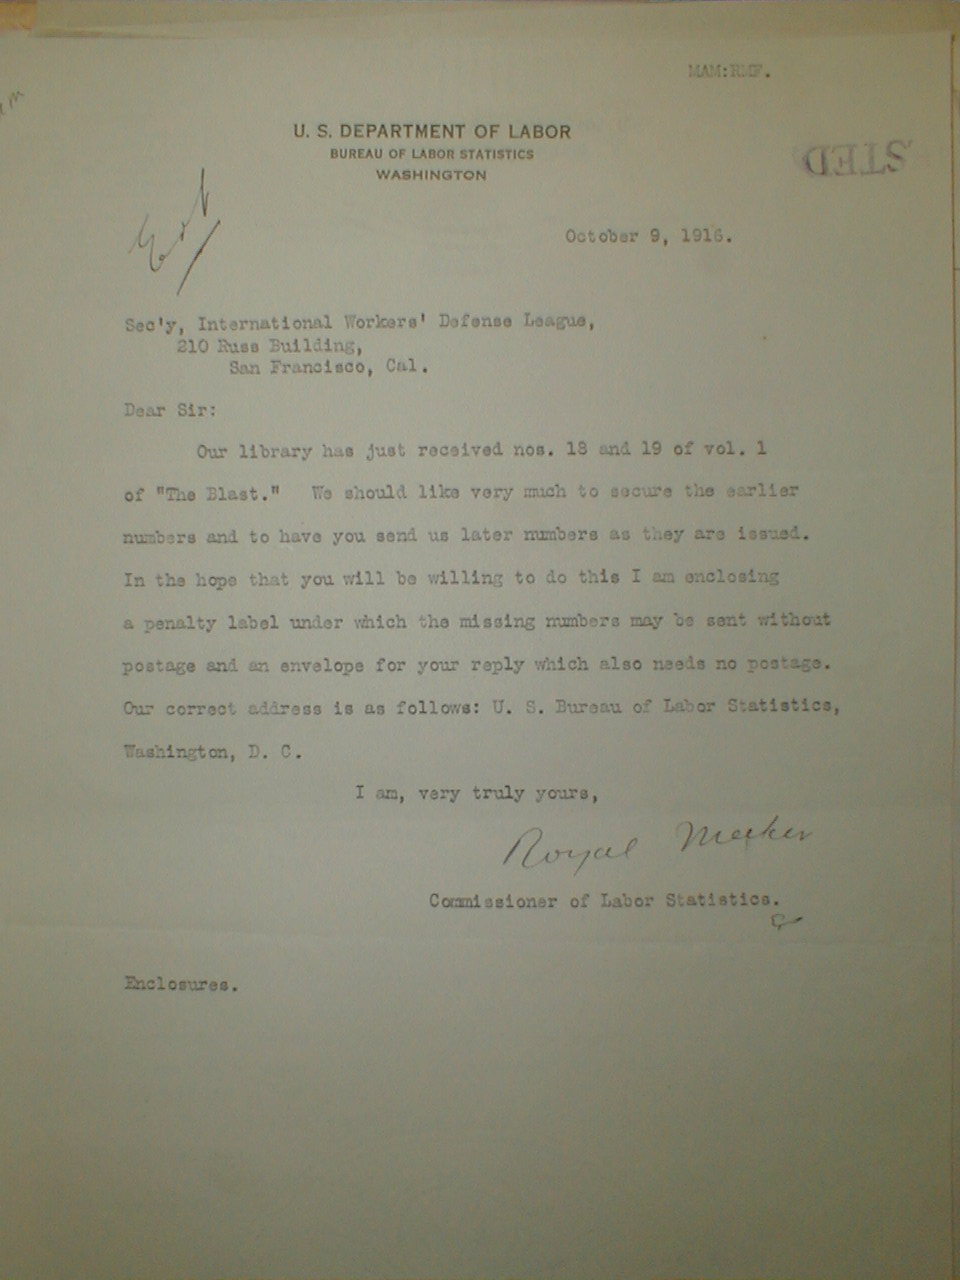 MAM:RMF.
U. S. DEPARTMENT OF LABOR
BUREAU OF LABOR STATISTICS
WASHINGTON
STED
October 9, 1916.
Sec'y, International Workers' Defense League,
210 Russ Building,
San Francisco, Cal.
Dear Sir:
Our library has just received nos. 18 and 19 of vol. 1
of "The Blast." We should like very much to secure the earlier
numbers and to have you send us later numbers as they are issued.
In the hope that you will be willing to do this I am enclosing
a penalty label under which the missing numbers may be sent without
postage and an envelope for your reply which also needs no postage.
Our correct address is as follows: U. S. Bureau of Labor Statistics,
Washington, D. C.
I am, very truly yours,
Royal Meeker
Commissioner of Labor Statistics.
Enclosures.